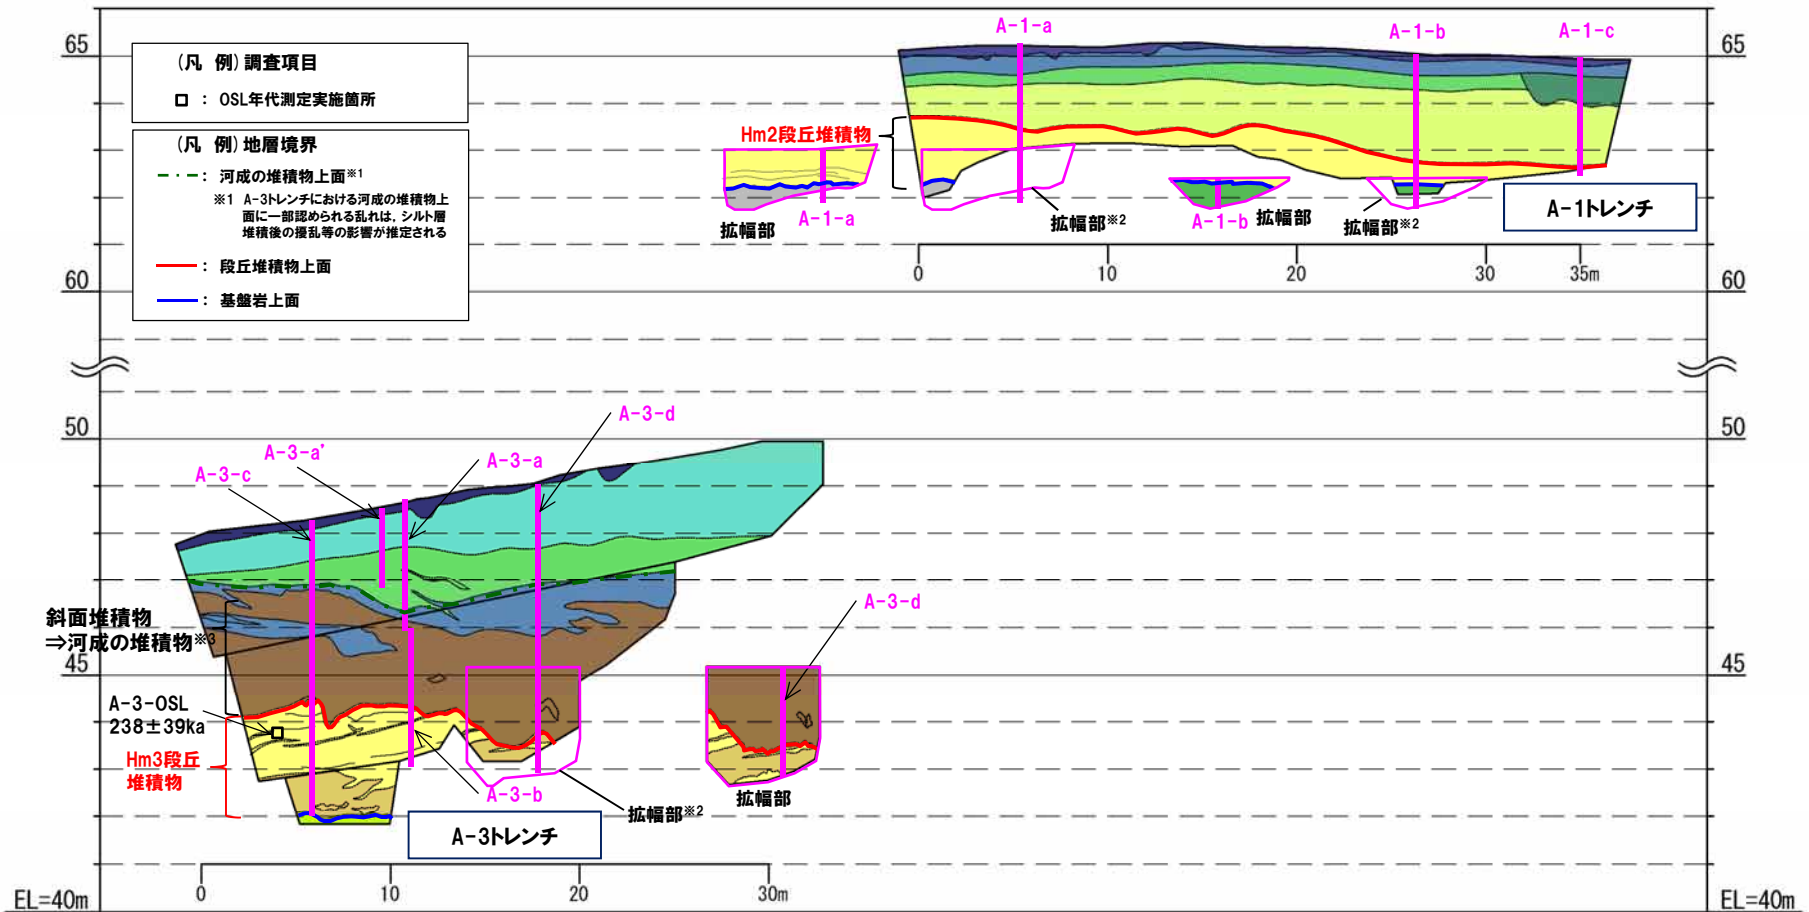 65
(凡 例)調査項目
□ : OSL年代測定実施箇所
(凡 例)地層境界
: 河成の堆積物上面※1
※1 A-3トレンチにおける河成の堆積物上
面に一部認められる乱れは、シルト層
堆積後の擾乱等の影響が推定される
: 段丘堆積物上面
: 基盤岩上面
60
A-1-a
A-1-b
A-1-c
65
Hm2段丘堆積物
A-1-a
拡幅部
拡幅部※2
A-1-b
拡幅部
拡幅部※2
A-1トレンチ
0
10
20
30
35m
60
50
50
A-3-d
A-3-a'
A-3-a
A-3-c
斜面堆積物
⇒河成の堆積物※3
45
A-3-d
45
A-3-OSL
238±39ka
Hm3段丘
堆積物
A-3-b
拡幅部※2
拡幅部
A-3トレンチ
0
10
20
30m
EL=40m
EL=40m